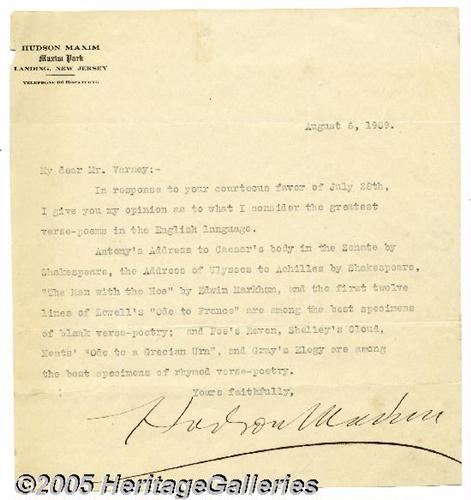 HUDSON MAXIM
Maxim Park
LANDING, NEW JERSEY
TELEPHONE 86 HOPATCONG
August 6, 1909.
My dear Mr. Varney:-
In response to your courteous favor of July 28th,
I give you my opinion as to what I consider the greatest
verse-poems in the English language.
Antony's Address to Caesar's body in the Senate by
Shakespeare, the Address of Ulysses to Achilles by Shakespeare,
"The Man with the Hoe" by Edwin Markham, and the first twelve
lines of Lowell's "Ode to France" are among the best specimens
of blank verse-poetry; and Poe's Raven, Shelley's Cloud,
Keats' "Ode to a Grecian Urn", and Gray's Elegy are among
the best specimens of rhymed verse-poetry.
Yours faithfully,
Hudson Maxim
©2005 HeritageGalleries